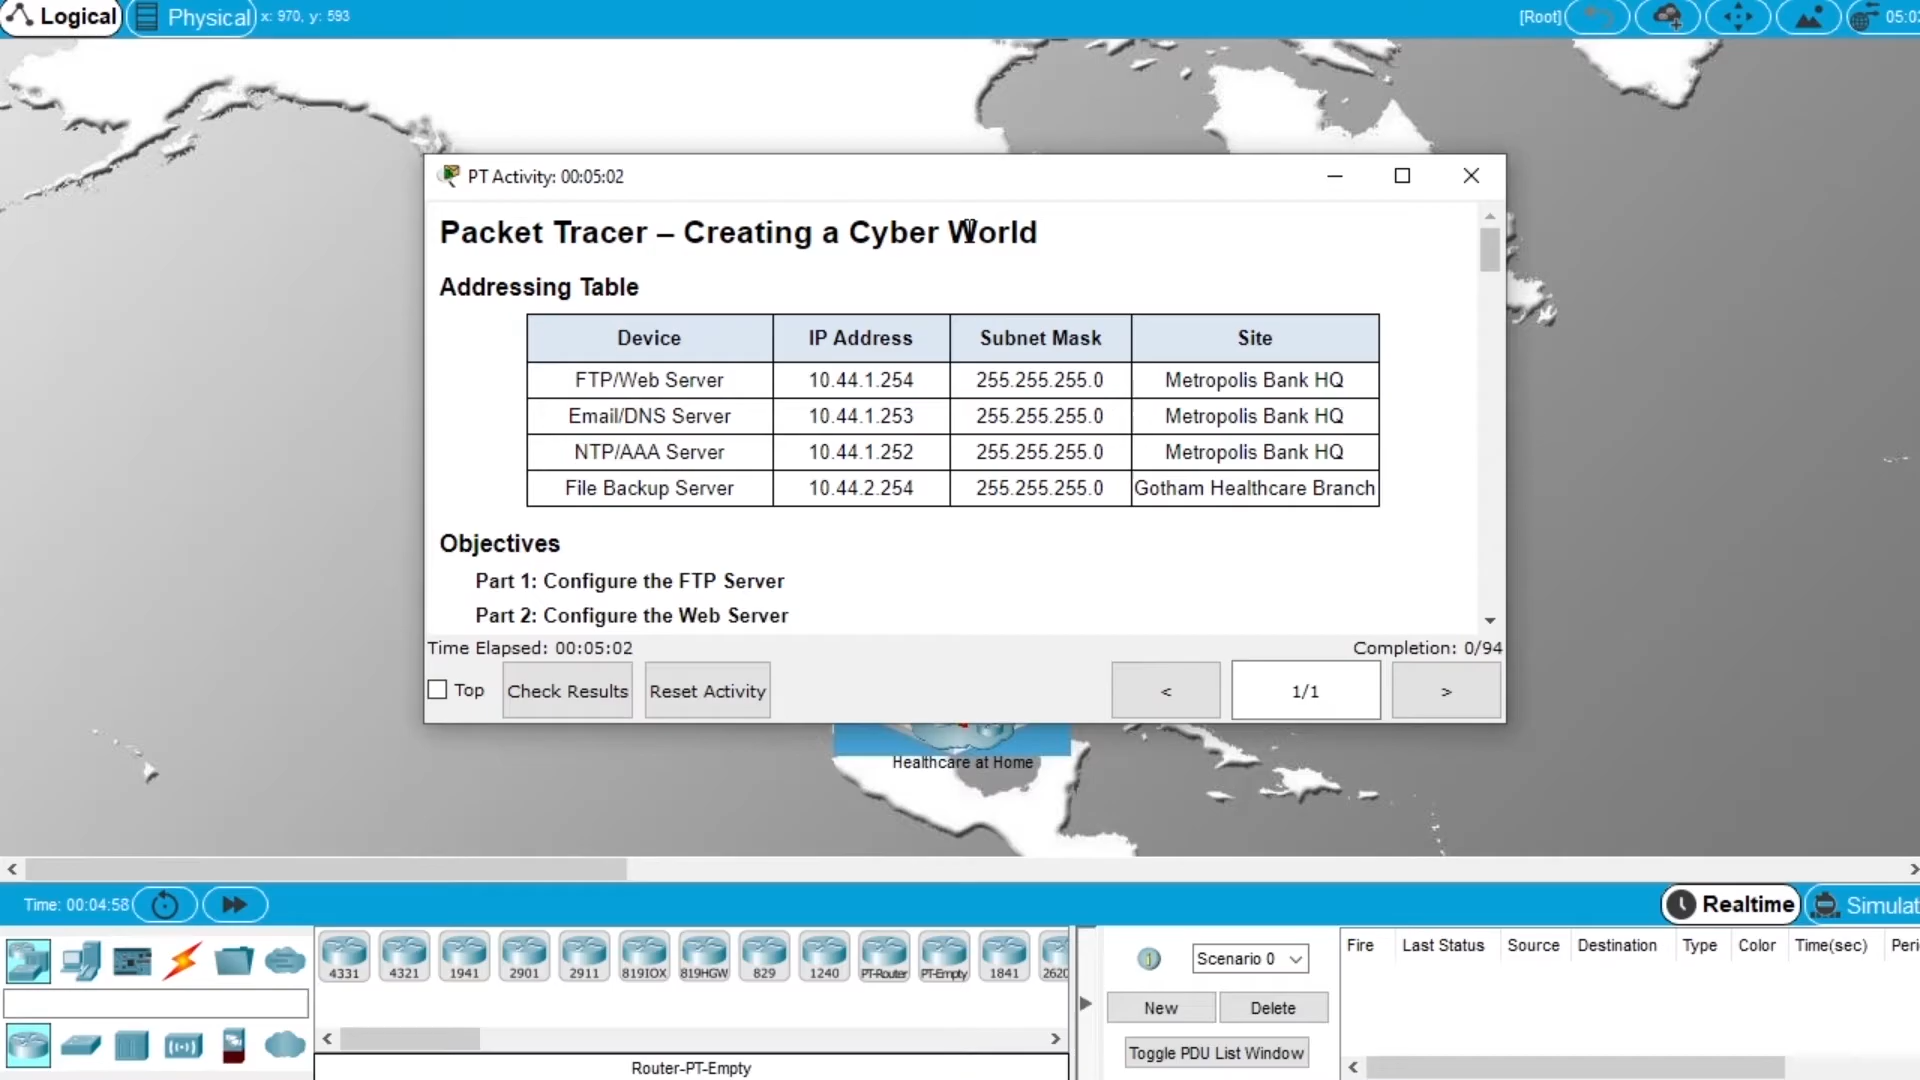 Logical
Physical
x: 970, y: 593
[Root]
05:02
PT Activity: 00:05:02
Packet Tracer – Creating a Cyber World
Addressing Table
Device IP Address Subnet Mask Site
FTP/Web Server 10.44.1.254 255.255.255.0 Metropolis Bank HQ
Email/DNS Server 10.44.1.253 255.255.255.0 Metropolis Bank HQ
NTP/AAA Server 10.44.1.252 255.255.255.0 Metropolis Bank HQ
File Backup Server 10.44.2.254 255.255.255.0 Gotham Healthcare Branch
Objectives
Part 1: Configure the FTP Server
Part 2: Configure the Web Server
Time Elapsed: 00:05:02
Completion: 0/94
Top
Check Results
Reset Activity
<
1/1
>
Healthcare at Home
Time: 00:04:58
Realtime
Simulat
4331 4321 1941 2901 2911 819IOX 819HGW 829 1240 PT-Router PT-Empty 1841 2620
Scenario 0
New
Delete
Toggle PDU List Window
Fire Last Status Source Destination Type Color Time(sec) Peri
Router-PT-Empty